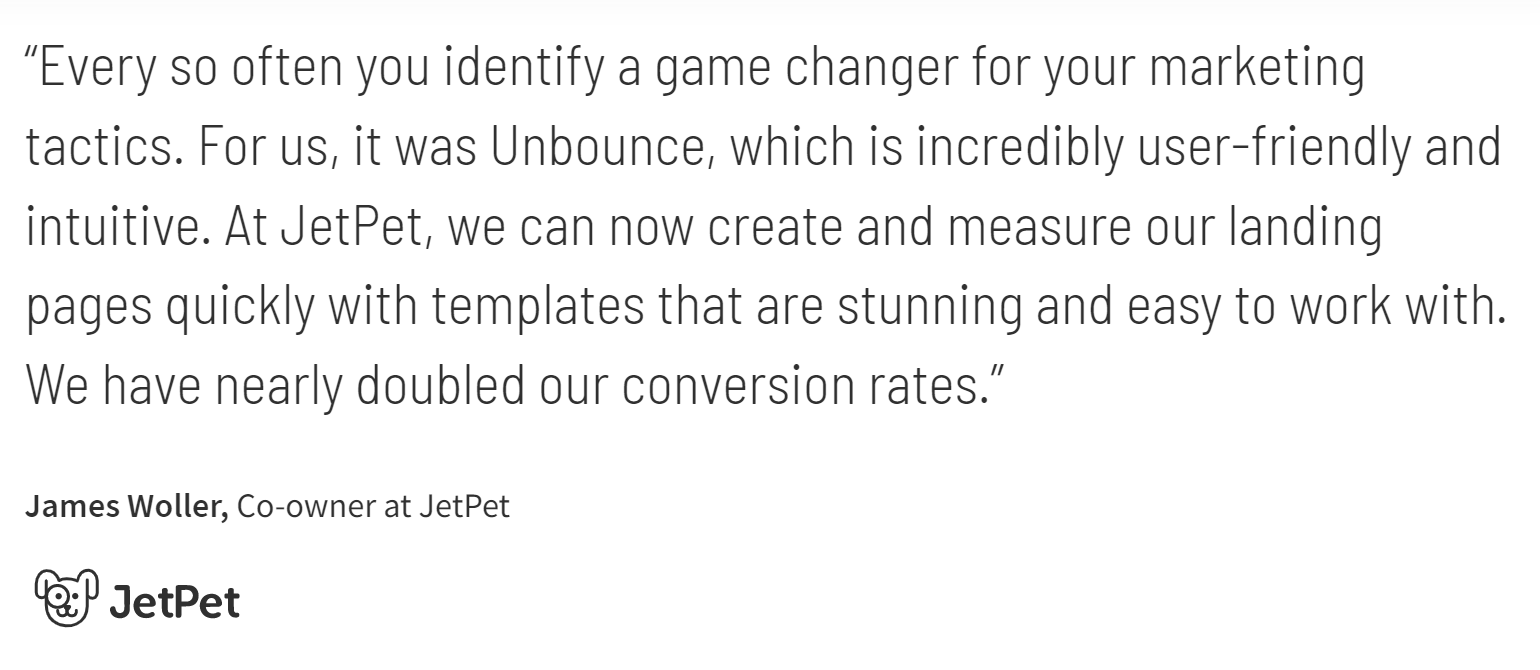 “Every so often you identify a game changer for your marketing
tactics. For us, it was Unbounce, which is incredibly user-friendly and
intuitive. At JetPet, we can now create and measure our landing
pages quickly with templates that are stunning and easy to work with.
We have nearly doubled our conversion rates.”
James Woller, Co-owner at JetPet
JetPet